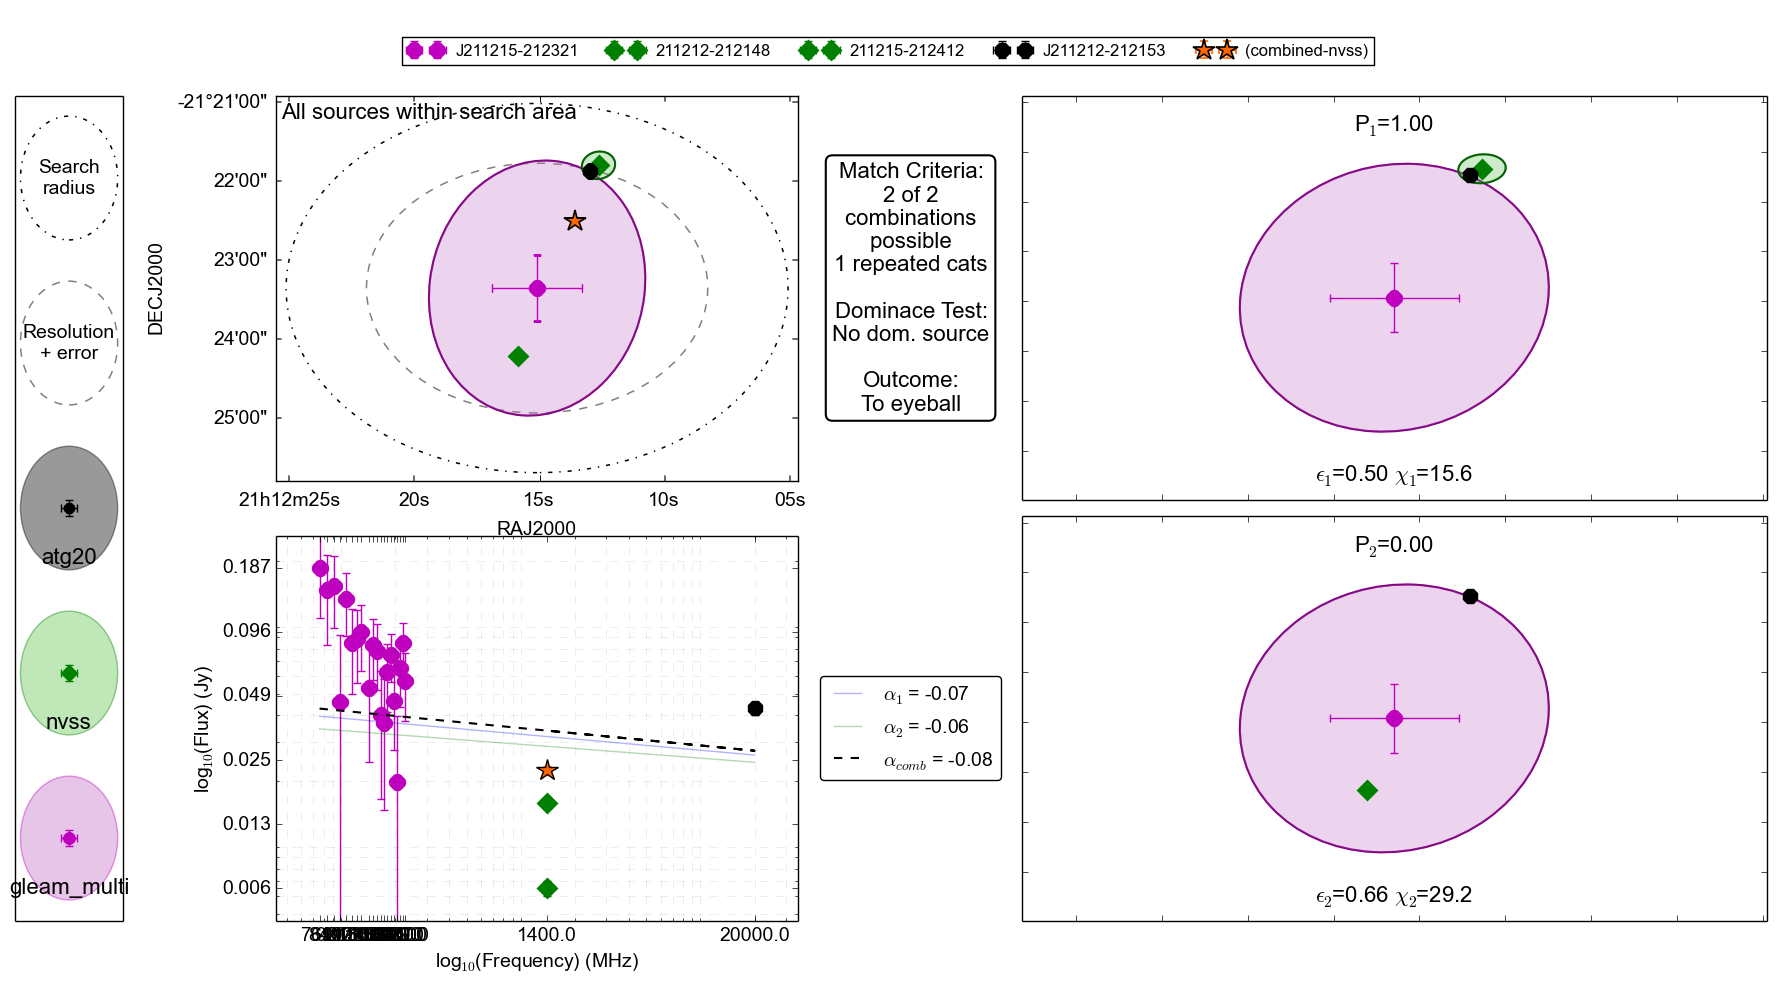 J211215-212321 211212-212148 211215-212412 J211212-212153 (combined-nvss)
Search
radius
Resolution
+ error
atg20
nvss
gleam_multi
All sources within search area
-21°21'00"
22'00"
23'00"
24'00"
25'00"
DECJ2000
21h12m25s 20s 15s 10s 05s
RAJ2000
Match Criteria:
2 of 2
combinations
possible
1 repeated cats
Dominace Test:
No dom. source
Outcome:
To eyeball
P1=1.00
ϵ1=0.50 χ1=15.6
P2=0.00
ϵ2=0.66 χ2=29.2
0.187
0.096
0.049
0.025
0.013
0.006
log10(Flux) (Jy)
1400.0 20000.0
log10(Frequency) (MHz)
α1 = -0.07
α2 = -0.06
αcomb = -0.08